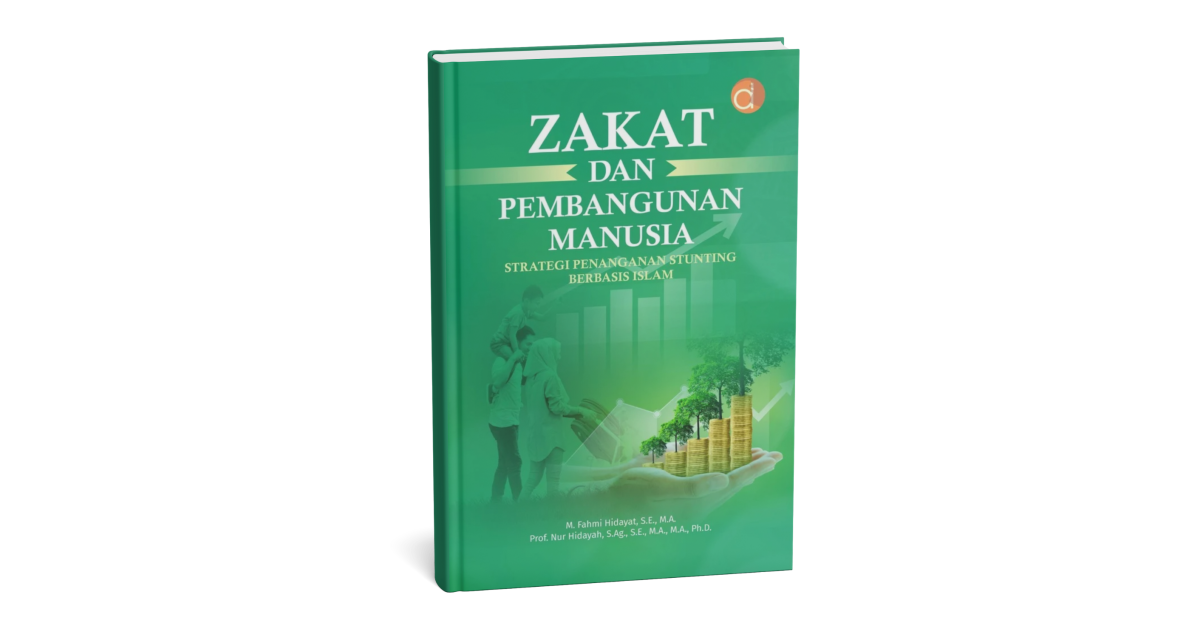 ZAKAT
DAN
PEMBANGUNAN
MANUSIA
STRATEGI PENANGANAN STUNTING
BERBASIS ISLAM
M. Fahmi Hidayat, S.E., M.A.
Prof. Nur Hidayah, S.Ag., S.E., M.A., M.A., Ph.D.